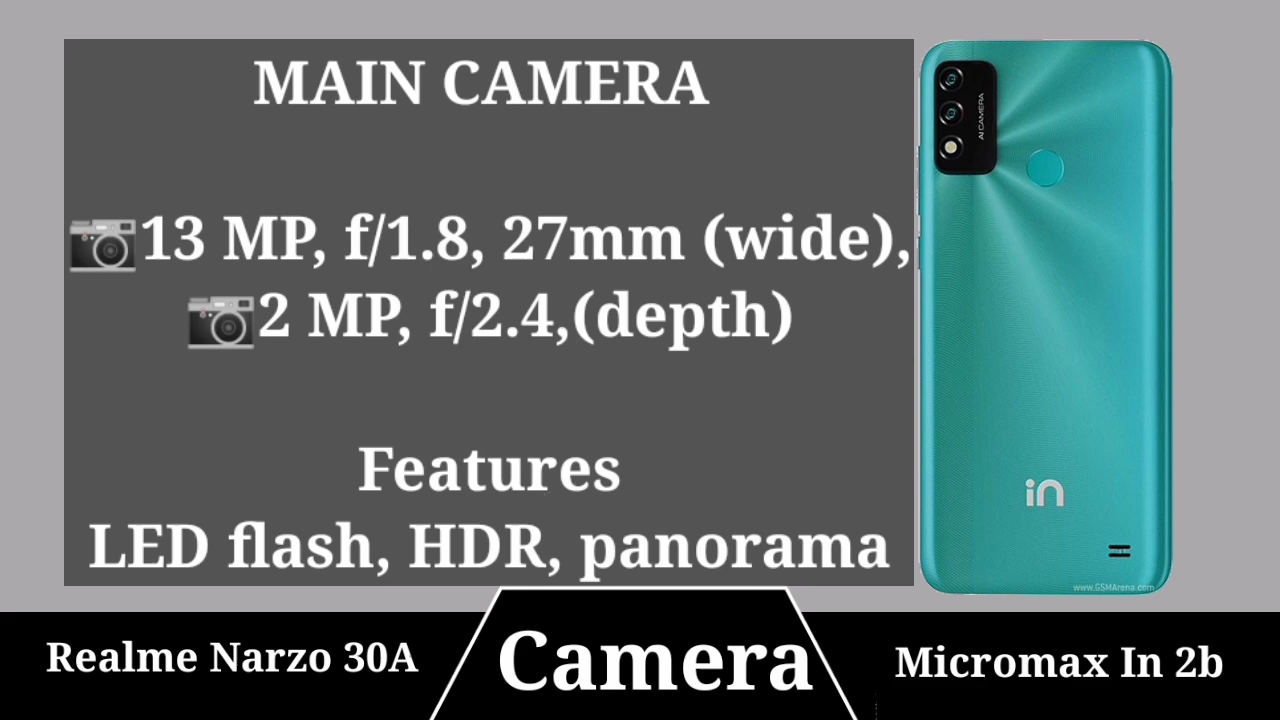 MAIN CAMERA
📷13 MP, f/1.8, 27mm (wide),
📷2 MP, f/2.4,(depth)
Features
LED flash, HDR, panorama
AI CAMERA
in
www.GSMArena.com
Realme Narzo 30A
Camera
Micromax In 2b